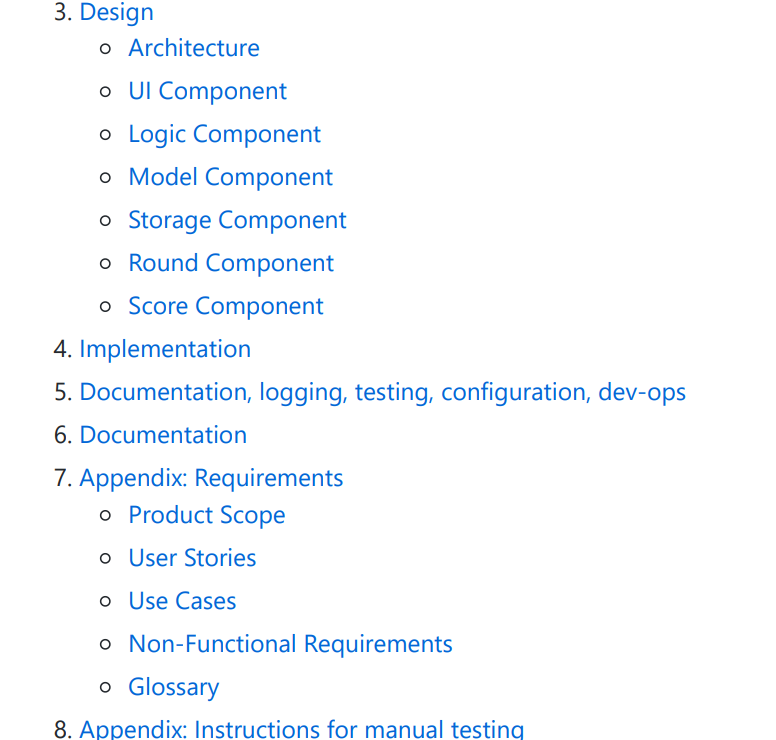 3. Design
Architecture
UI Component
Logic Component
Model Component
Storage Component
Round Component
Score Component
4. Implementation
5. Documentation, logging, testing, configuration, dev-ops
6. Documentation
7. Appendix: Requirements
Product Scope
User Stories
Use Cases
Non-Functional Requirements
Glossary
8. Appendix: Instructions for manual testing